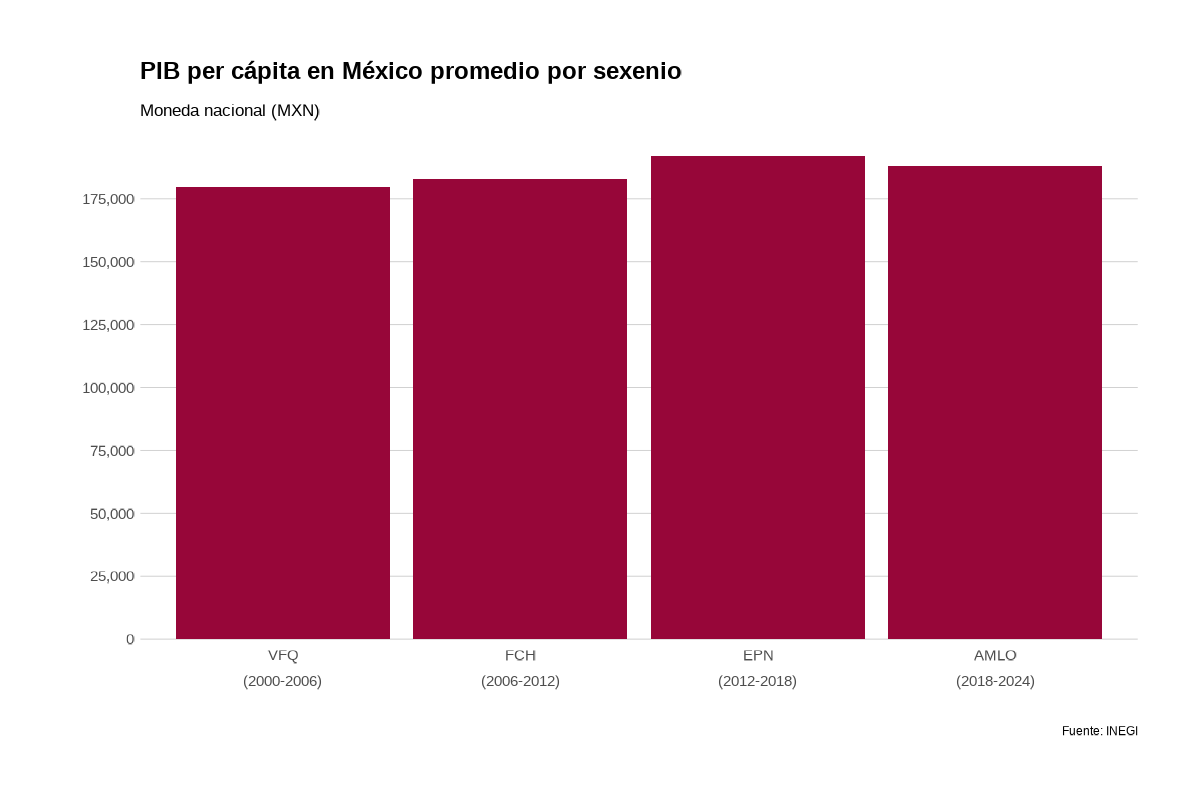 PIB per cápita en México promedio por sexenio
Moneda nacional (MXN)
175,000
150,000
125,000
100,000
75,000
50,000
25,000
0
VFQ FCH EPN AMLO
(2000-2006) (2006-2012) (2012-2018) (2018-2024)
Fuente: INEGI